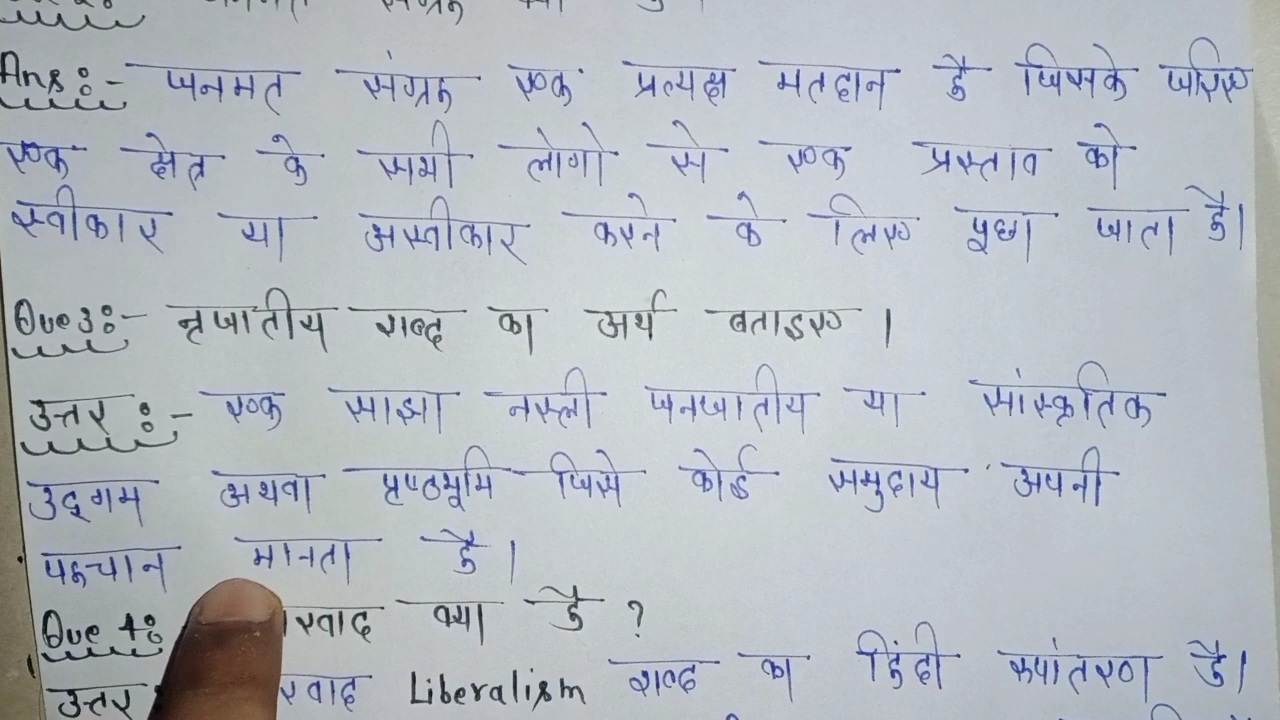 Ans:- जनमत संग्रह एक प्रत्यक्ष मतदान है जिसके जरिए
एक क्षेत्र के सभी लोगो से एक प्रस्ताव को
स्वीकार या अस्वीकार करने के लिए पूछा जाता है।
Que 3:- नृजातीय शब्द का अर्थ बताइए।
उत्तर:- एक साझा नस्ली जनजातीय या सांस्कृतिक
उद्गम अथवा पृष्ठभूमि जिसे कोई समुदाय अपनी
पहचान मानता है।
Que 4: क्या है ?
उत्तर Liberalism शब्द का हिंदी रूपांतरण है।